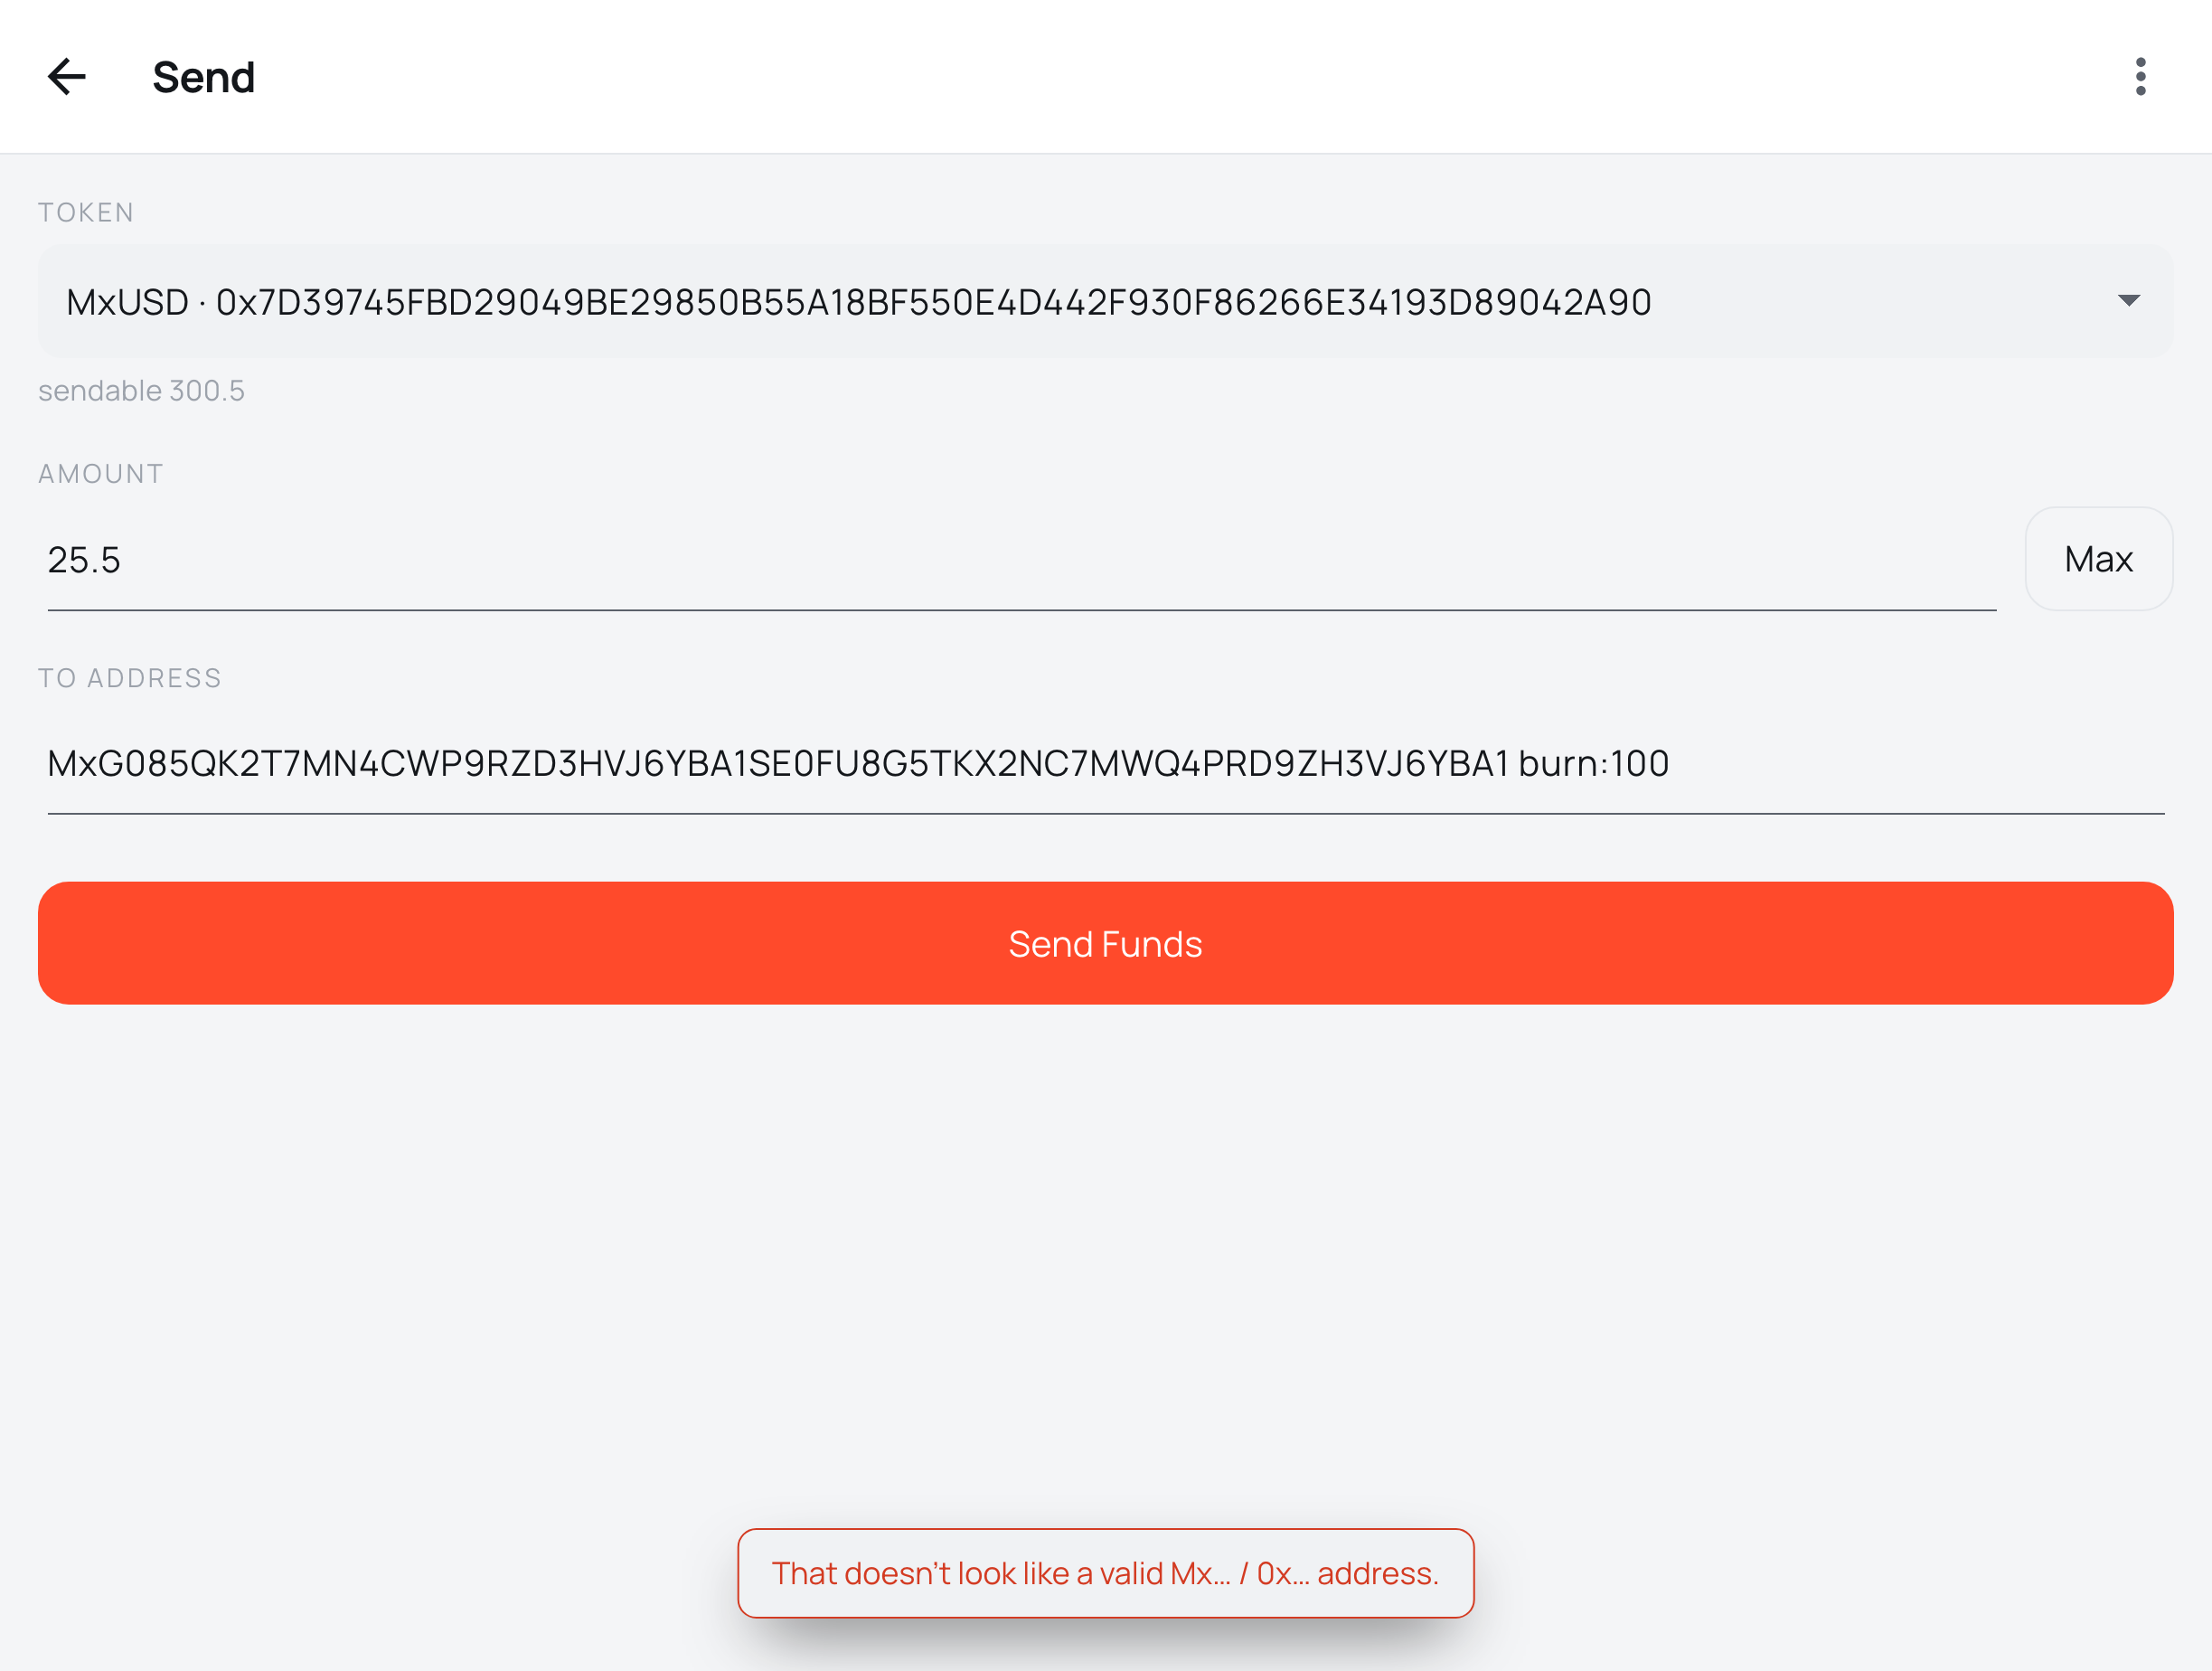 Send
TOKEN
MxUSD · 0x7D39745FBD29049BE29850B55A18BF550E4D442F930F86266E34193D89042A90
sendable 300.5
AMOUNT
25.5
Max
TO ADDRESS
MxG085QK2T7MN4CWP9RZD3HVJ6YBA1SE0FU8G5TKX2NC7MWQ4PRD9ZH3VJ6YBA1 burn:100
Send Funds
That doesn't look like a valid Mx… / 0x… address.